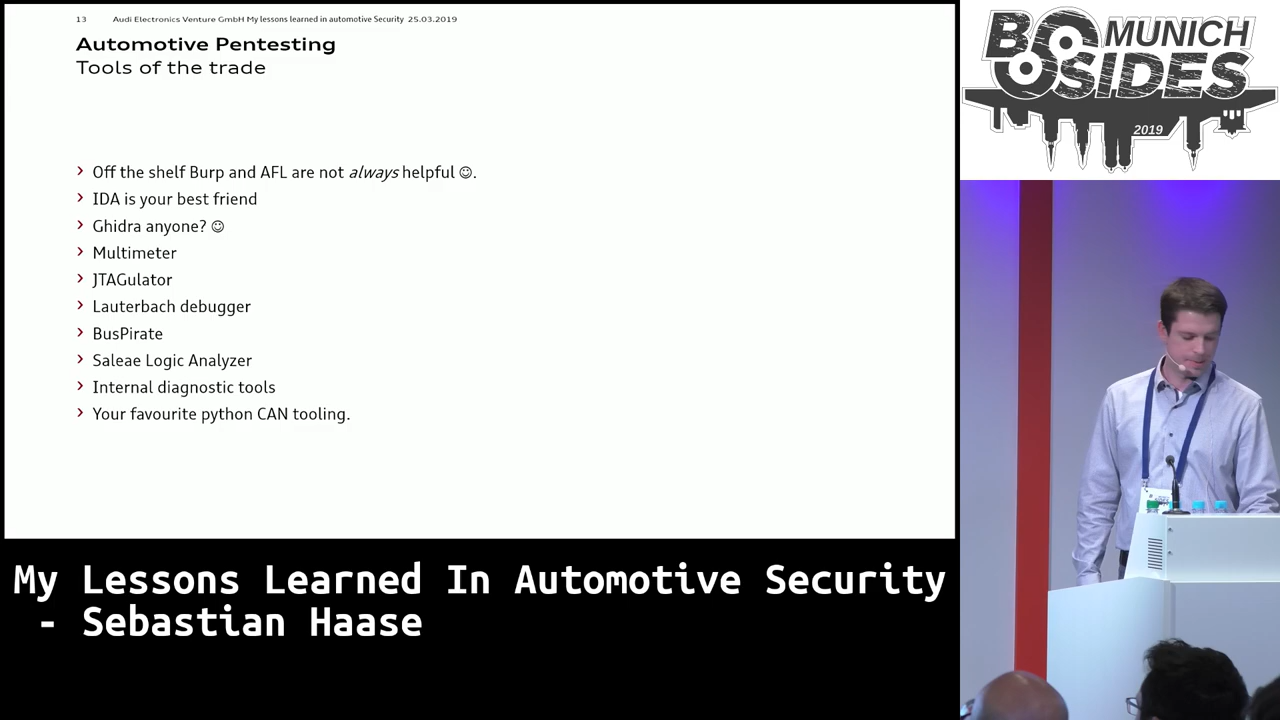 13 Audi Electronics Venture GmbH My lessons learned in automotive Security 25.03.2019
Automotive Pentesting
Tools of the trade
› Off the shelf Burp and AFL are not always helpful ☺.
› IDA is your best friend
› Ghidra anyone? ☺
› Multimeter
› JTAGulator
› Lauterbach debugger
› BusPirate
› Saleae Logic Analyzer
› Internal diagnostic tools
› Your favourite python CAN tooling.
My Lessons Learned In Automotive Security
- Sebastian Haase
BSIDES MUNICH
2019